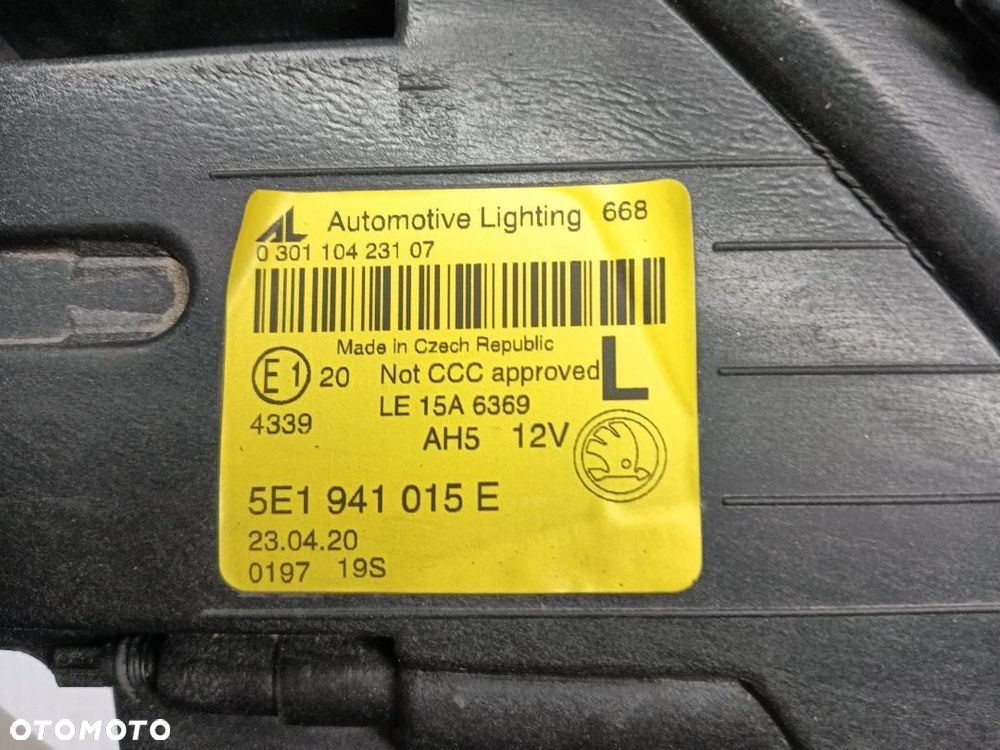 AL Automotive Lighting 668
0 301 104 231 07
Made in Czech Republic
E1 20 Not CCC approved L
4339 LE 15A 6369
AH5 12V
5E1 941 015 E
23.04.20
0197 19S
OTOMOTO